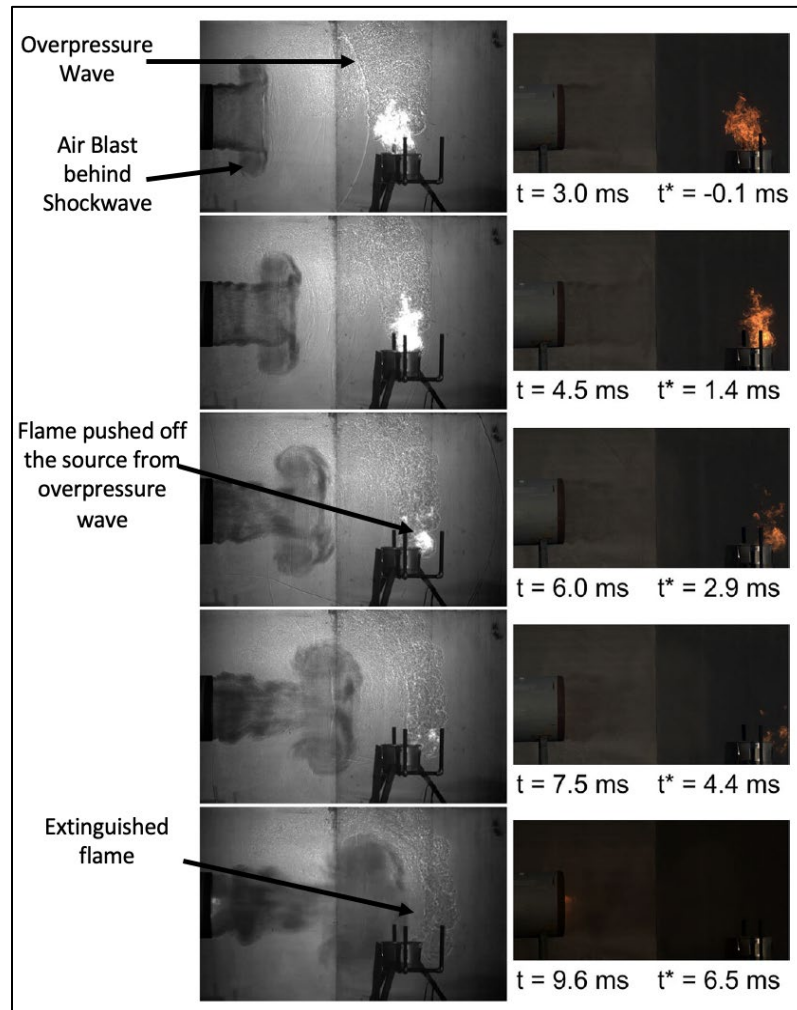 Overpressure
Wave
Air Blast
behind
Shockwave
t = 3.0 ms t* = -0.1 ms
t = 4.5 ms t* = 1.4 ms
Flame pushed off
the source from
overpressure
wave
t = 6.0 ms t* = 2.9 ms
t = 7.5 ms t* = 4.4 ms
Extinguished
flame
t = 9.6 ms t* = 6.5 ms